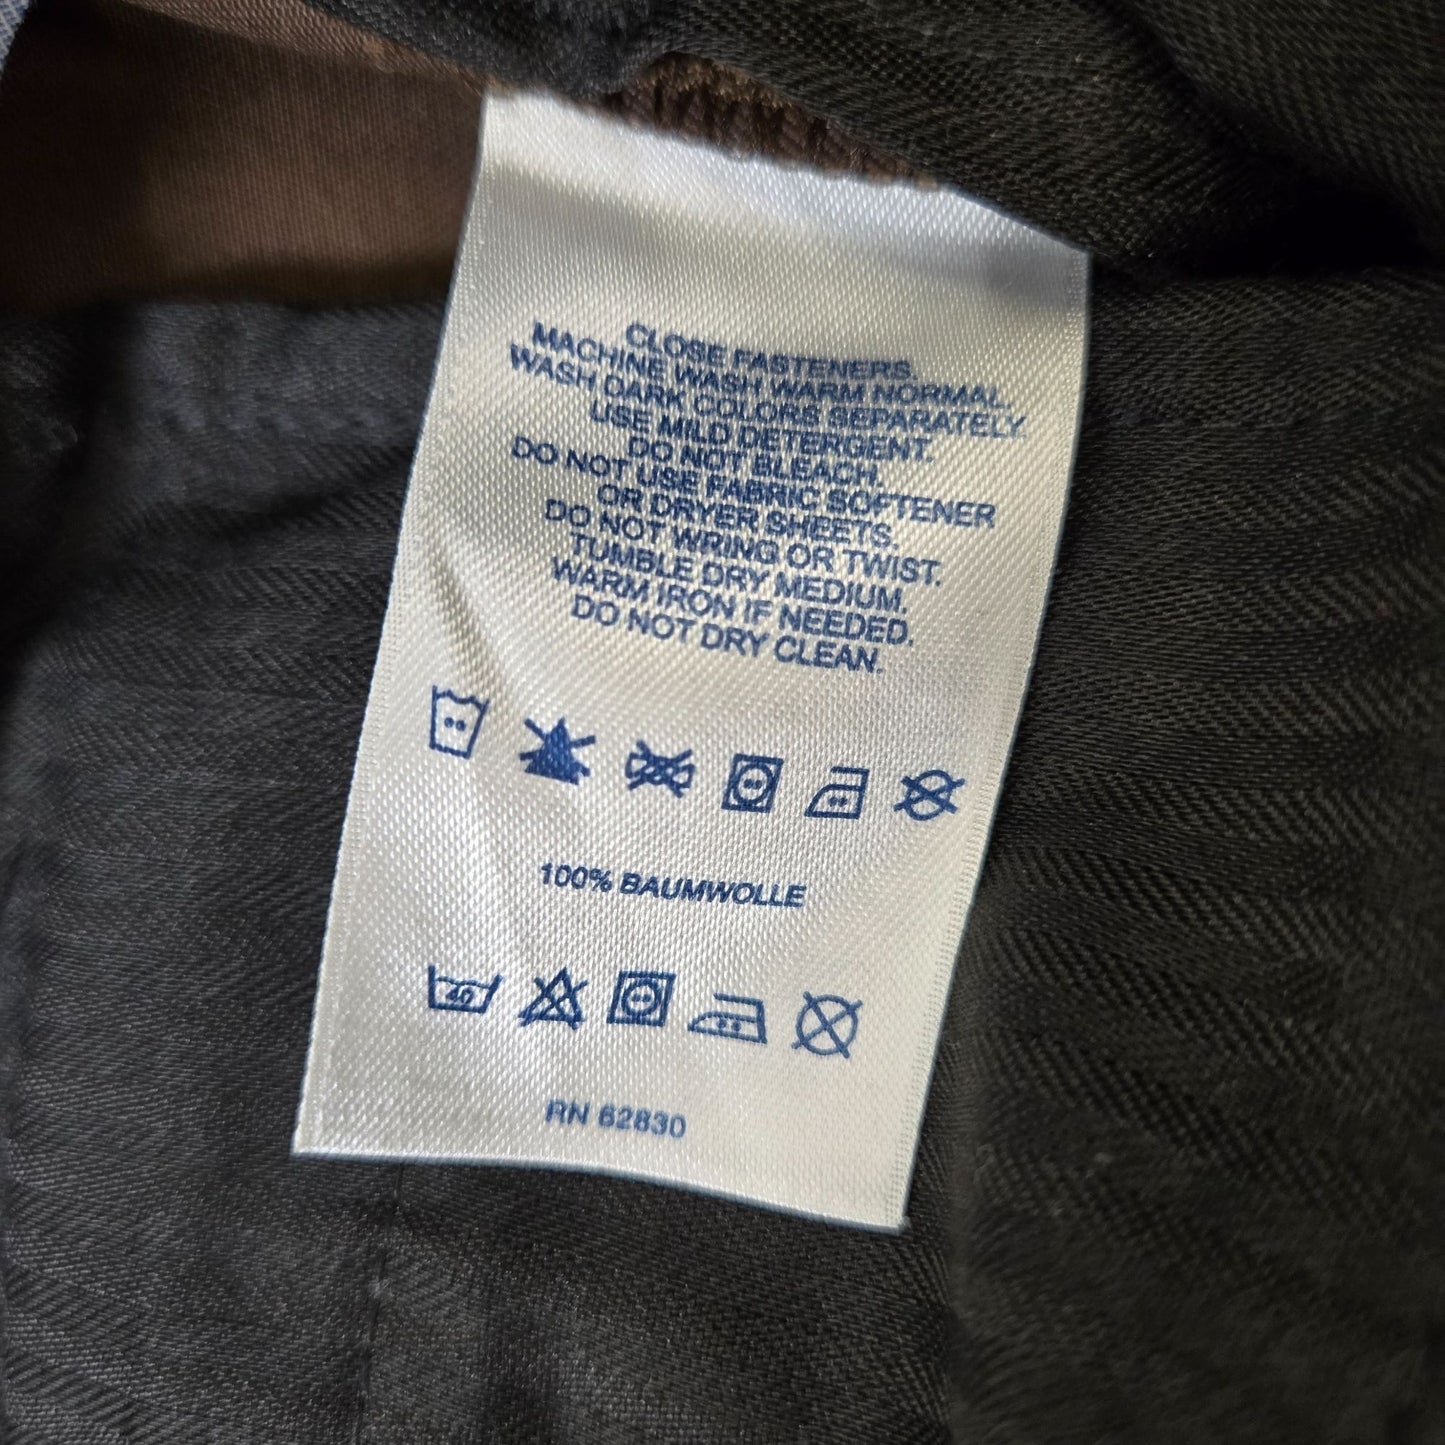 CLOSE FASTENERS.
MACHINE WASH WARM NORMAL.
WASH DARK COLORS SEPARATELY.
USE MILD DETERGENT.
DO NOT BLEACH.
DO NOT USE FABRIC SOFTENER
OR DRYER SHEETS.
DO NOT WRING OR TWIST.
TUMBLE DRY MEDIUM.
WARM IRON IF NEEDED.
DO NOT DRY CLEAN.
100% BAUMWOLLE
40
RN 62830